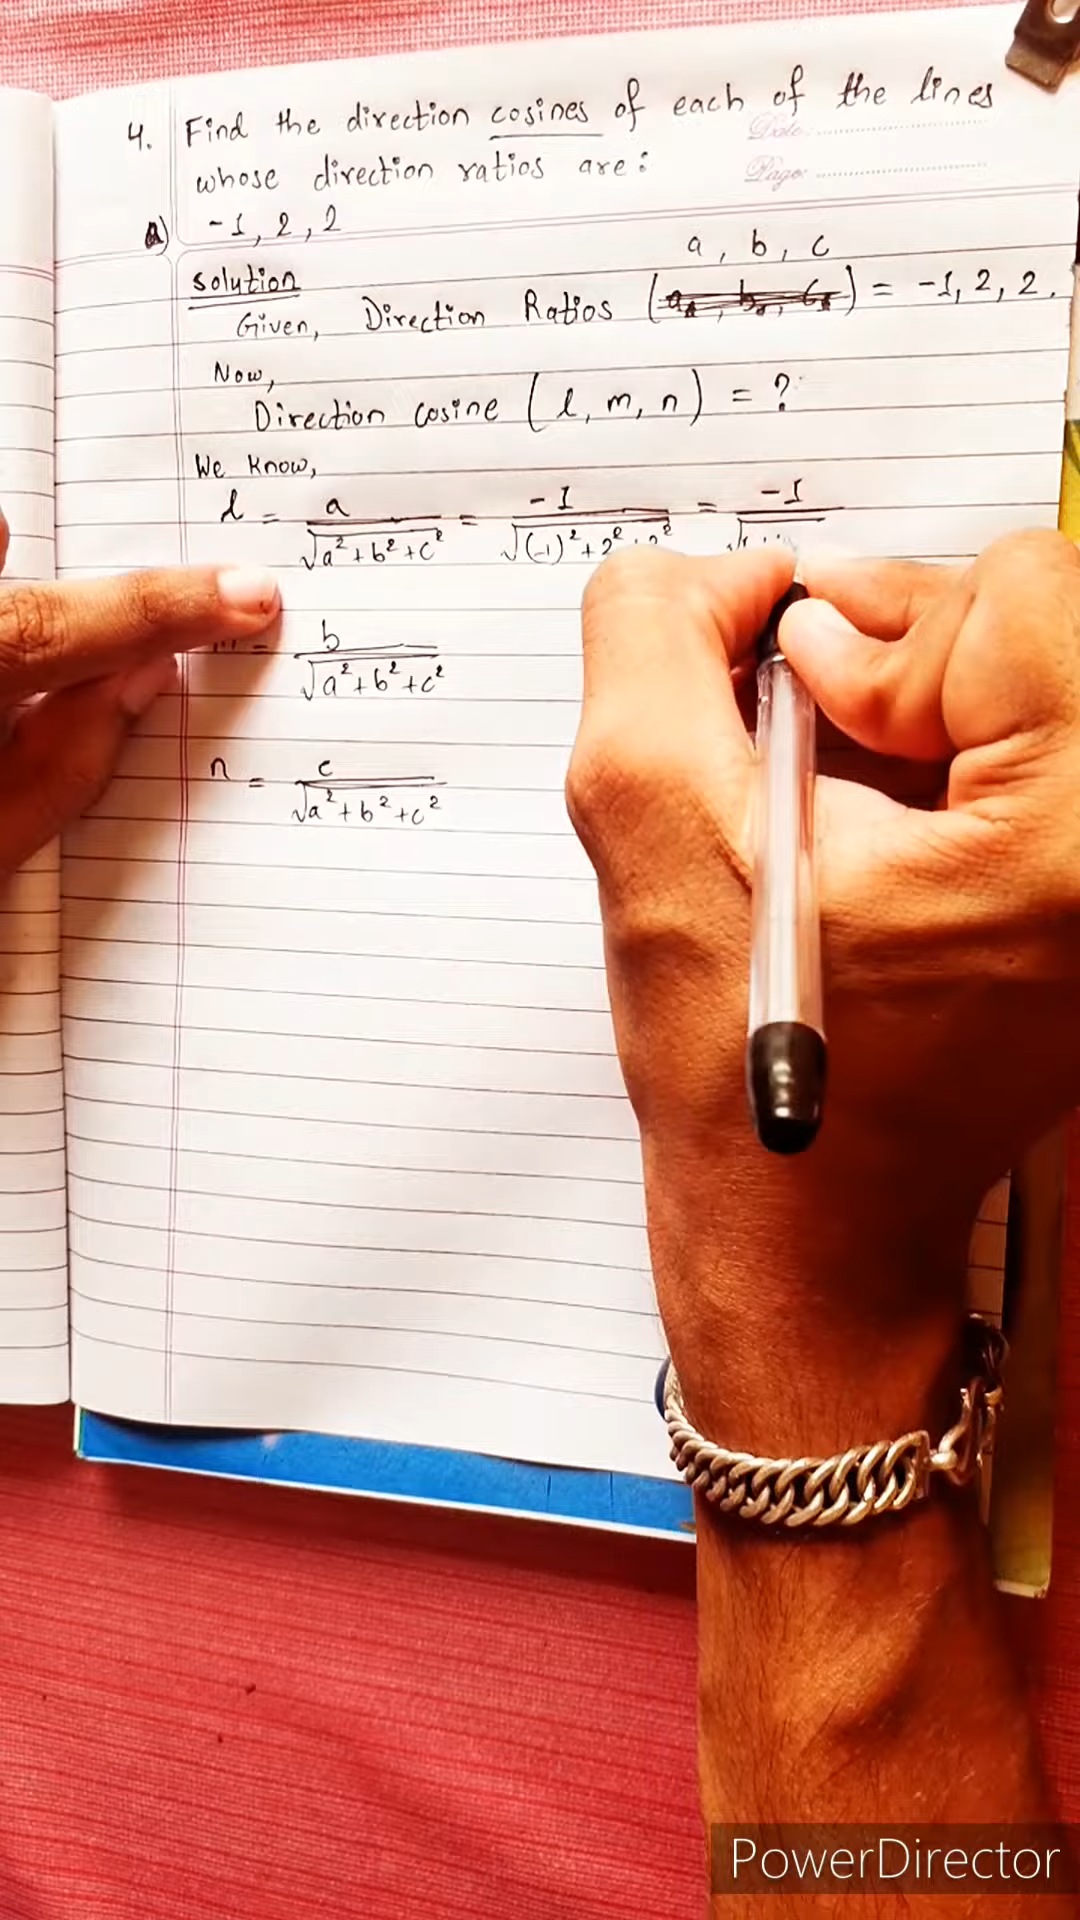 4. Find the direction cosines of each of the lines
Date:
whose direction ratios are:
Page:
a) -1, 2, 2
solution
a, b, c
Given, Direction Ratios ( ) = -1, 2, 2.
Now,
Direction cosine (l, m, n) = ?
We know,
l = a/√a²+b²+c² = -1/√(-1)²+2²+2² = -1/√
m = b/√a²+b²+c²
n = c/√a²+b²+c²
PowerDirector